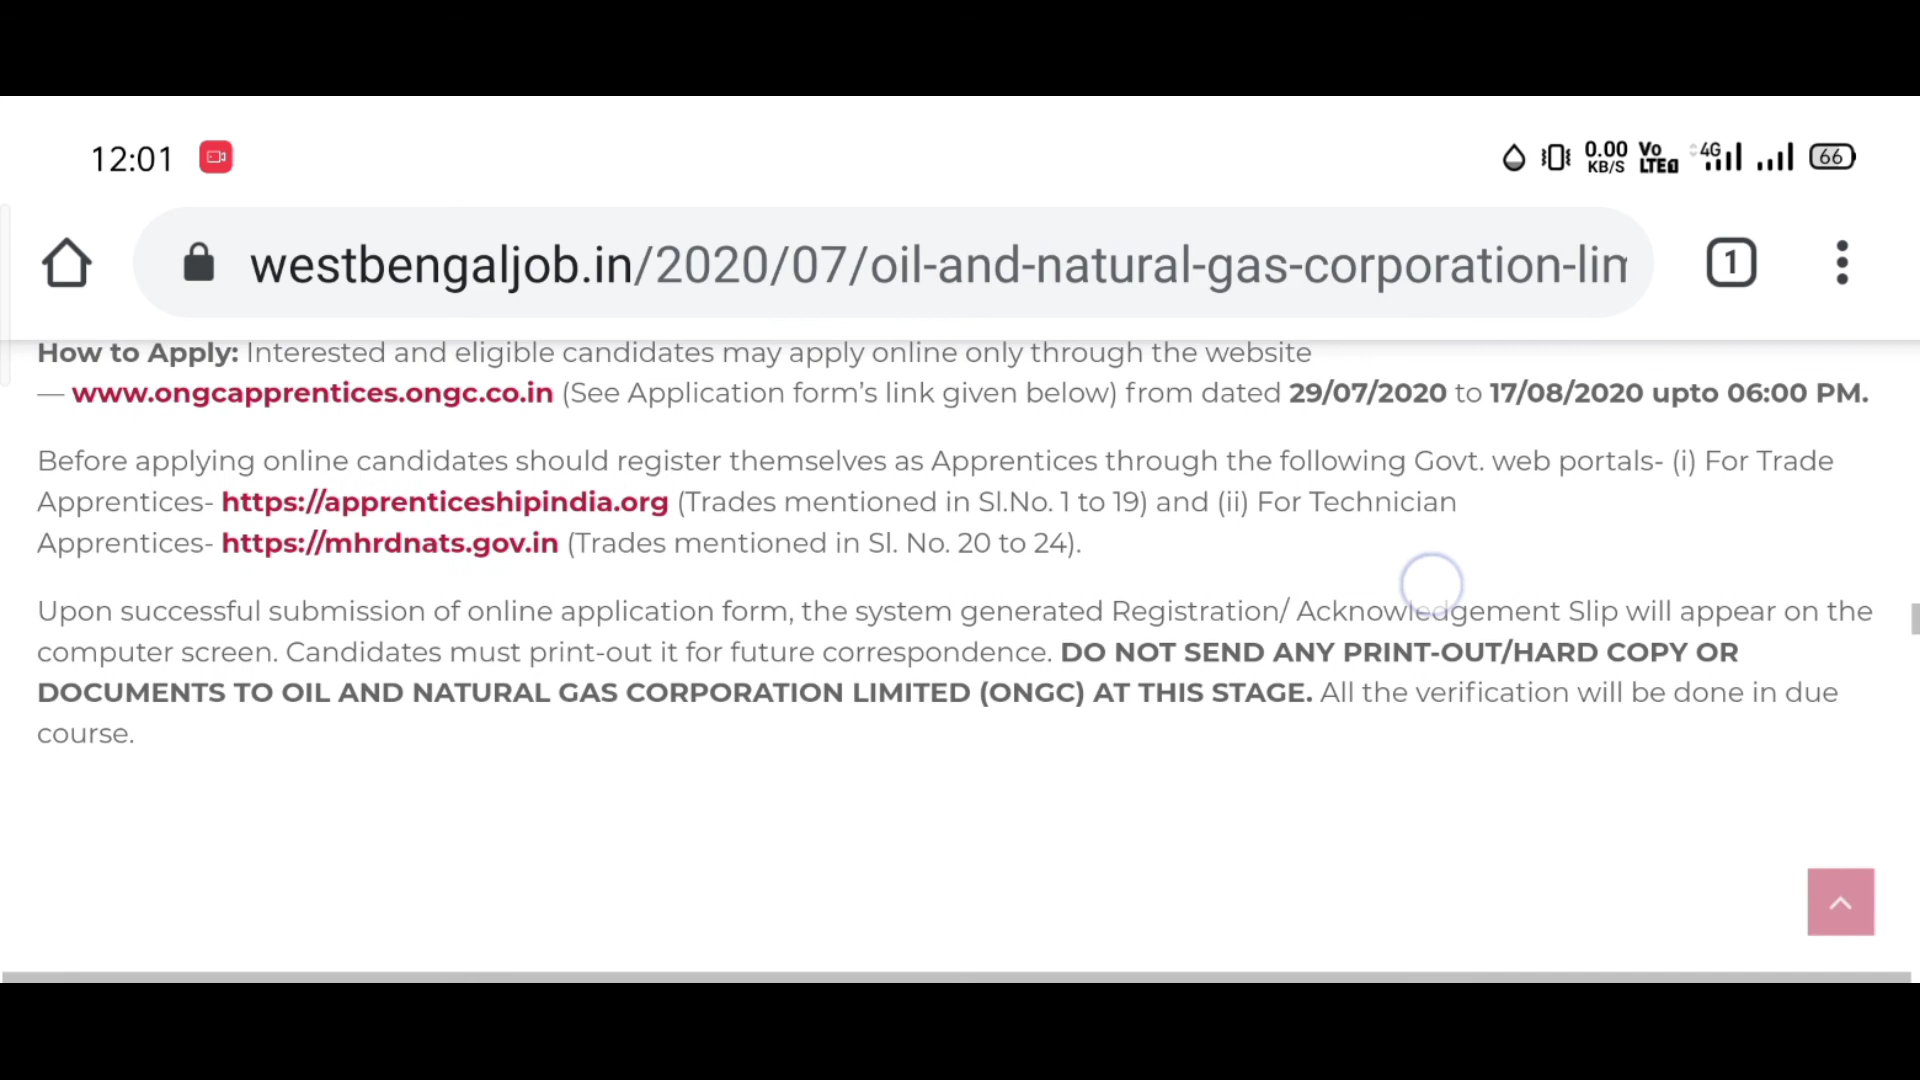 12:01
0.00 KB/S Vo LTE 4G 66
westbengaljob.in/2020/07/oil-and-natural-gas-corporation-lim
1
How to Apply: Interested and eligible candidates may apply online only through the website
— www.ongcapprentices.ongc.co.in (See Application form’s link given below) from dated 29/07/2020 to 17/08/2020 upto 06:00 PM.
Before applying online candidates should register themselves as Apprentices through the following Govt. web portals- (i) For Trade
Apprentices- https://apprenticeshipindia.org (Trades mentioned in Sl.No. 1 to 19) and (ii) For Technician
Apprentices- https://mhrdnats.gov.in (Trades mentioned in Sl. No. 20 to 24).
Upon successful submission of online application form, the system generated Registration/ Acknowledgement Slip will appear on the
computer screen. Candidates must print-out it for future correspondence. DO NOT SEND ANY PRINT-OUT/HARD COPY OR
DOCUMENTS TO OIL AND NATURAL GAS CORPORATION LIMITED (ONGC) AT THIS STAGE. All the verification will be done in due
course.